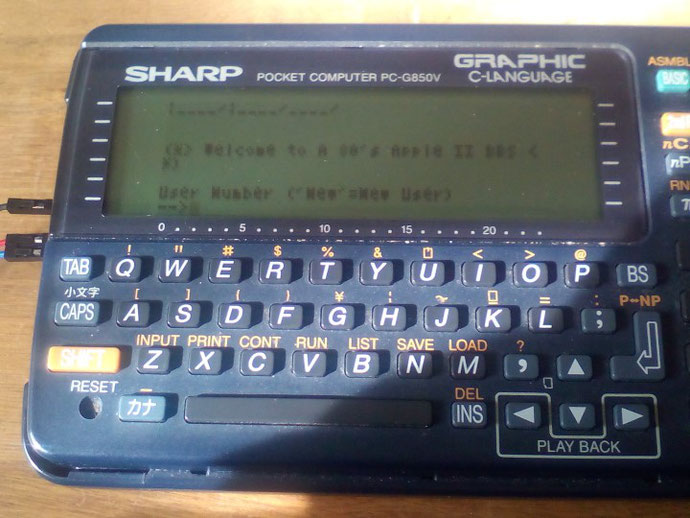 SHARP POCKET COMPUTER PC-G850V GRAPHIC
C-LANGUAGE
ASMBL
BASIC
(X) Welcome to A 80's Apple II BBS <
X)
User Number ('New'=New User)
nC
RN
0 . . . . 5 . . . . 10 . . . . 15 . . . . 20 . . .
! " # $ % & < > @
TAB Q W E R T Y U I O P BS
小文字 [ ] { } ¥ ¦ ~ = : P↔NP
CAPS A S D F G H J K L ;
INPUT PRINT CONT RUN LIST SAVE LOAD ?
SHIFT Z X C V B N M ,
RESET _ DEL
カナ INS ◀ ▲ ▼ ▶
PLAY BACK